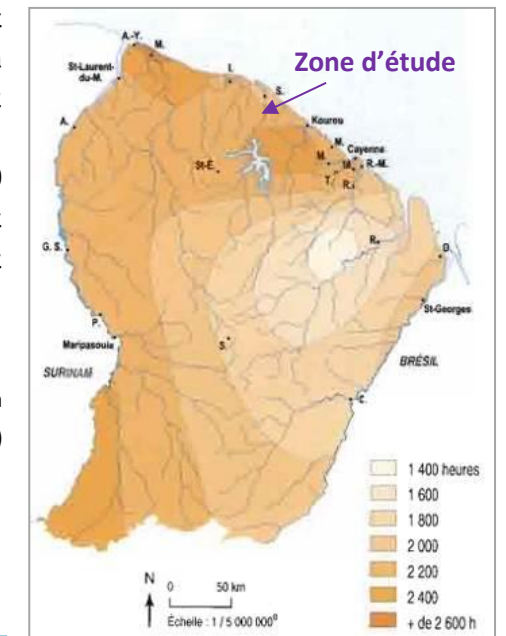 A.-Y.
M.
St-Laurent-
du-M.
I.
Zone d'étude
S.
A.
Kourou
M.
Cayenne
M.
M.
R.-M.
St-É.
T.
R.
G. S.
R.
O.
St-Georges
P.
Maripasoula
S.
SURINAM
BRÉSIL
C.
1 400 heures
1 600
1 800
2 000
2 200
2 400
+ de 2 600 h
N
0 50 km
Échelle : 1 / 5 000 000e